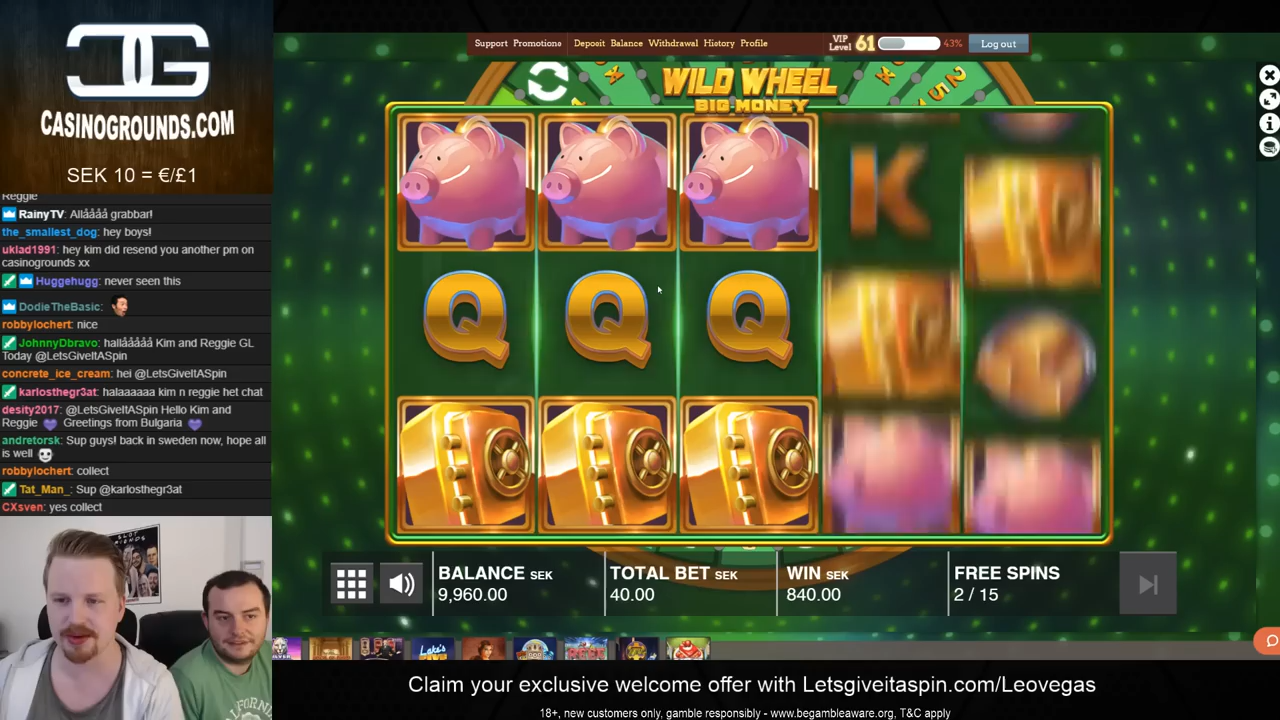 CG
CASINOGROUNDS.COM
SEK 10 = €/£1
Reggie
RainyTV: Allåååå grabbar!
the_smallest_dog: hey boys!
uklad1991: hey kim did resend you another pm on
casinogrounds xx
Huggehugg: never seen this
DodieTheBasic:
robbylochert: nice
JohnnyDbravo: hallååååå Kim and Reggie GL
Today @LetsGiveItASpin
concrete_ice_cream: hei @LetsGiveItASpin
karlosthegr3at: halaaaaaa kim n reggie het chat
desity2017: @LetsGiveItASpin Hello Kim and
Reggie Greetings from Bulgaria
andretorsk: Sup guys! back in sweden now, hope all
is well
robbylochert: collect
Tat_Man_: Sup @karlosthegr3at
CXsven: yes collect
Support Promotions Deposit Balance Withdrawal History Profile
VIP Level 61 43% Log out
WILD WHEEL
BIG MONEY
K
Q Q Q
BALANCE SEK
9,960.00
TOTAL BET SEK
40.00
WIN SEK
840.00
FREE SPINS
2 / 15
Claim your exclusive welcome offer with Letsgiveitaspin.com/Leovegas
18+, new customers only, gamble responsibly - www.begambleaware.org, T&C apply